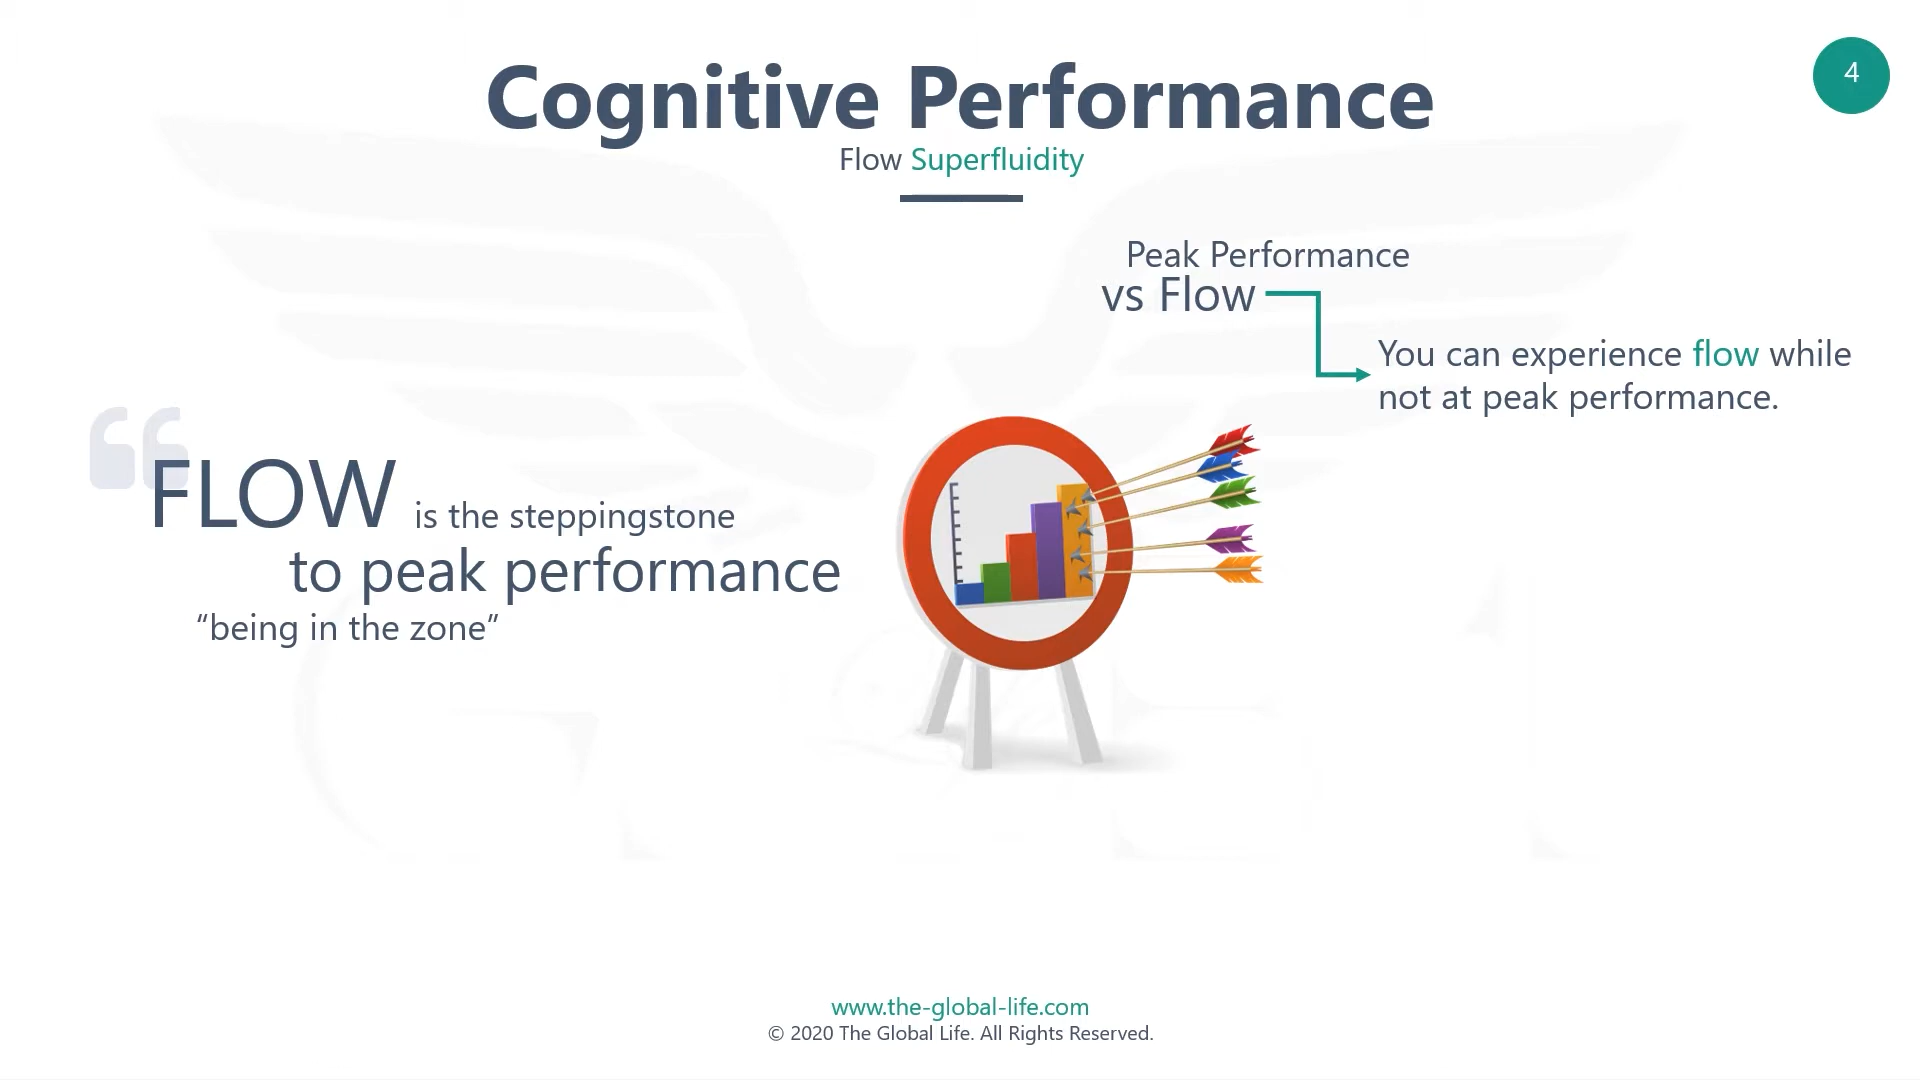 Cognitive Performance
4
Flow Superfluidity
Peak Performance
vs Flow
You can experience flow while
not at peak performance.
“
FLOW is the steppingstone
to peak performance
“being in the zone”
www.the-global-life.com
© 2020 The Global Life. All Rights Reserved.